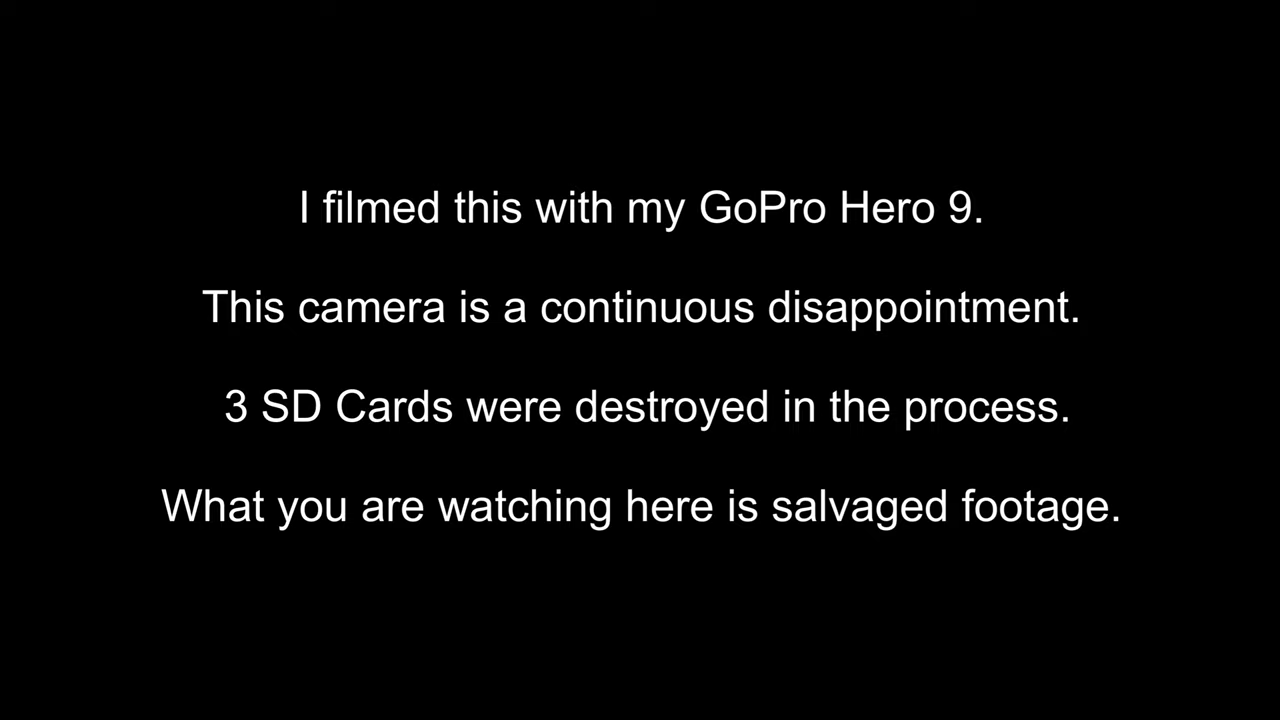 I filmed this with my GoPro Hero 9.
This camera is a continuous disappointment.
3 SD Cards were destroyed in the process.
What you are watching here is salvaged footage.